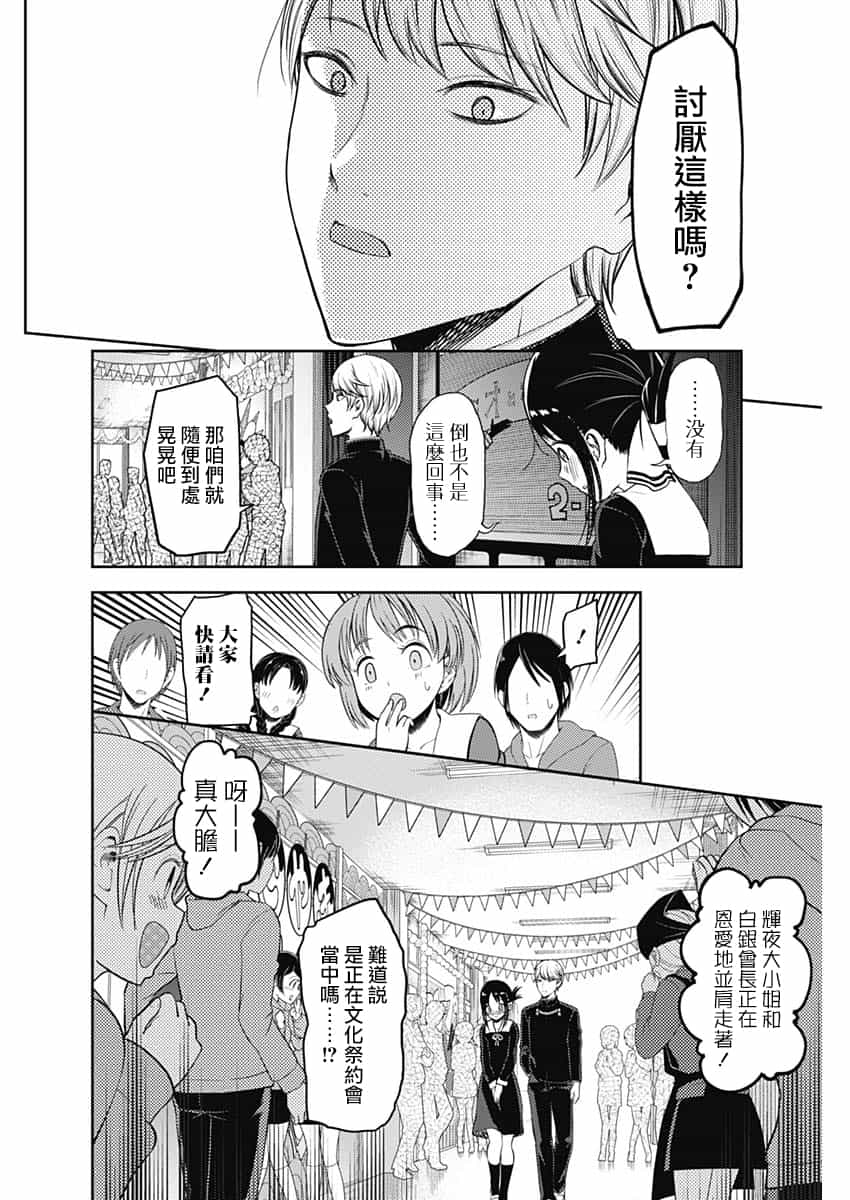 討厭這樣嗎?
……没有
倒也不是
這麼回事……
那咱們就
隨便到處
晃晃吧
2-
!
大家
快請看!
呀——
真大膽!
輝夜大小姐和
白銀會長正在
恩愛地並肩走著!
難道説
是正在文化祭約會
當中嗎……!?